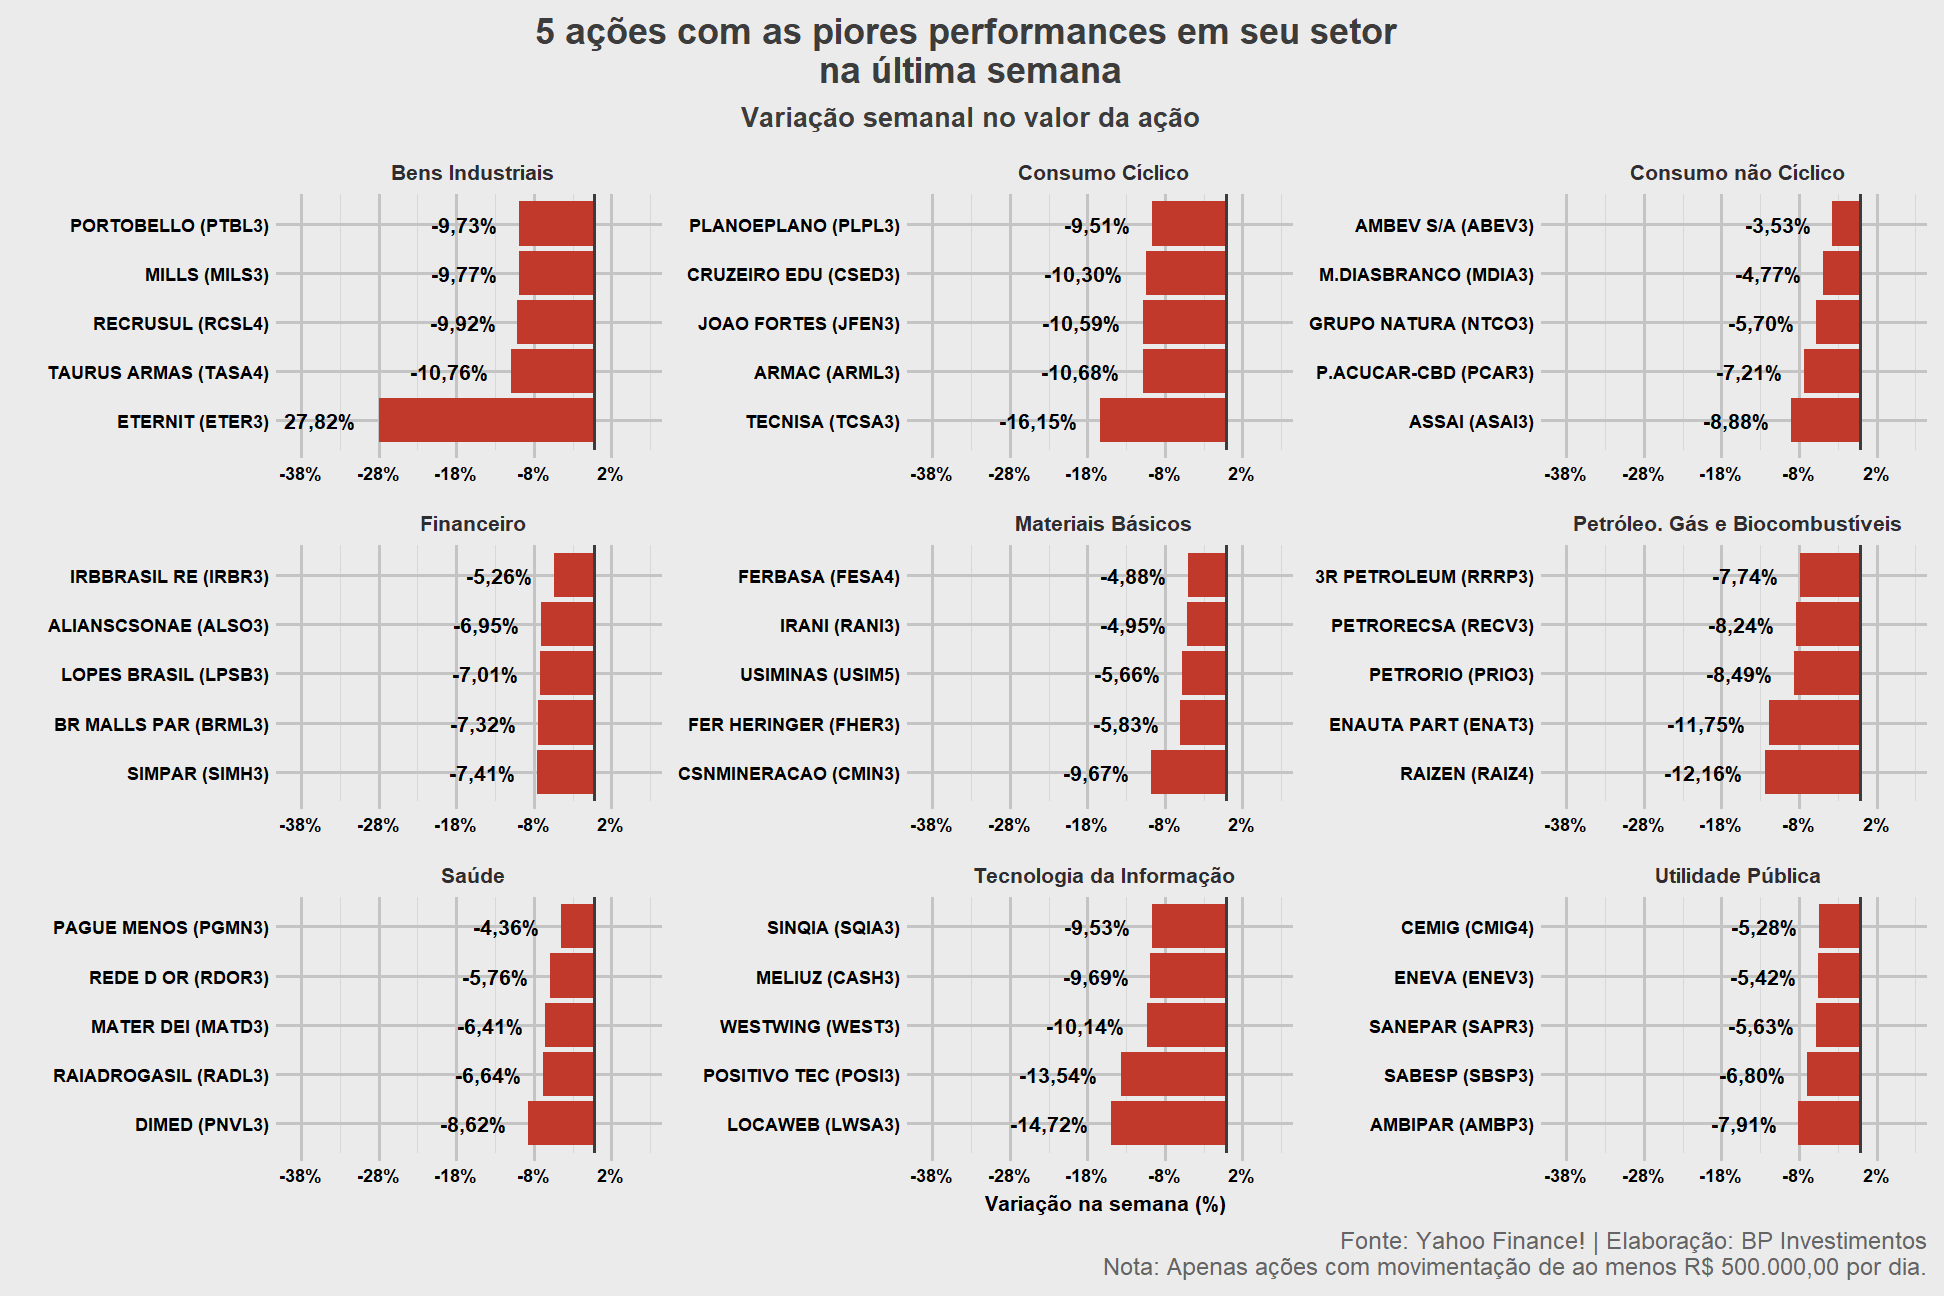 5 ações com as piores performances em seu setor
na última semana
Variação semanal no valor da ação
Bens Industriais
PORTOBELLO (PTBL3) -9,73%
MILLS (MILS3) -9,77%
RECRUSUL (RCSL4) -9,92%
TAURUS ARMAS (TASA4) -10,76%
ETERNIT (ETER3) 27,82%
-38% -28% -18% -8% 2%
Consumo Cíclico
PLANOEPLANO (PLPL3) -9,51%
CRUZEIRO EDU (CSED3) -10,30%
JOAO FORTES (JFEN3) -10,59%
ARMAC (ARML3) -10,68%
TECNISA (TCSA3) -16,15%
-38% -28% -18% -8% 2%
Consumo não Cíclico
AMBEV S/A (ABEV3) -3,53%
M.DIASBRANCO (MDIA3) -4,77%
GRUPO NATURA (NTCO3) -5,70%
P.ACUCAR-CBD (PCAR3) -7,21%
ASSAI (ASAI3) -8,88%
-38% -28% -18% -8% 2%
Financeiro
IRBBRASIL RE (IRBR3) -5,26%
ALIANSCSONAE (ALSO3) -6,95%
LOPES BRASIL (LPSB3) -7,01%
BR MALLS PAR (BRML3) -7,32%
SIMPAR (SIMH3) -7,41%
-38% -28% -18% -8% 2%
Materiais Básicos
FERBASA (FESA4) -4,88%
IRANI (RANI3) -4,95%
USIMINAS (USIM5) -5,66%
FER HERINGER (FHER3) -5,83%
CSNMINERACAO (CMIN3) -9,67%
-38% -28% -18% -8% 2%
Petróleo. Gás e Biocombustíveis
3R PETROLEUM (RRRP3) -7,74%
PETRORECSA (RECV3) -8,24%
PETRORIO (PRIO3) -8,49%
ENAUTA PART (ENAT3) -11,75%
RAIZEN (RAIZ4) -12,16%
-38% -28% -18% -8% 2%
Saúde
PAGUE MENOS (PGMN3) -4,36%
REDE D OR (RDOR3) -5,76%
MATER DEI (MATD3) -6,41%
RAIADROGASIL (RADL3) -6,64%
DIMED (PNVL3) -8,62%
-38% -28% -18% -8% 2%
Tecnologia da Informação
SINQIA (SQIA3) -9,53%
MELIUZ (CASH3) -9,69%
WESTWING (WEST3) -10,14%
POSITIVO TEC (POSI3) -13,54%
LOCAWEB (LWSA3) -14,72%
-38% -28% -18% -8% 2%
Utilidade Pública
CEMIG (CMIG4) -5,28%
ENEVA (ENEV3) -5,42%
SANEPAR (SAPR3) -5,63%
SABESP (SBSP3) -6,80%
AMBIPAR (AMBP3) -7,91%
-38% -28% -18% -8% 2%
Variação na semana (%)
Fonte: Yahoo Finance! | Elaboração: BP Investimentos
Nota: Apenas ações com movimentação de ao menos R$ 500.000,00 por dia.